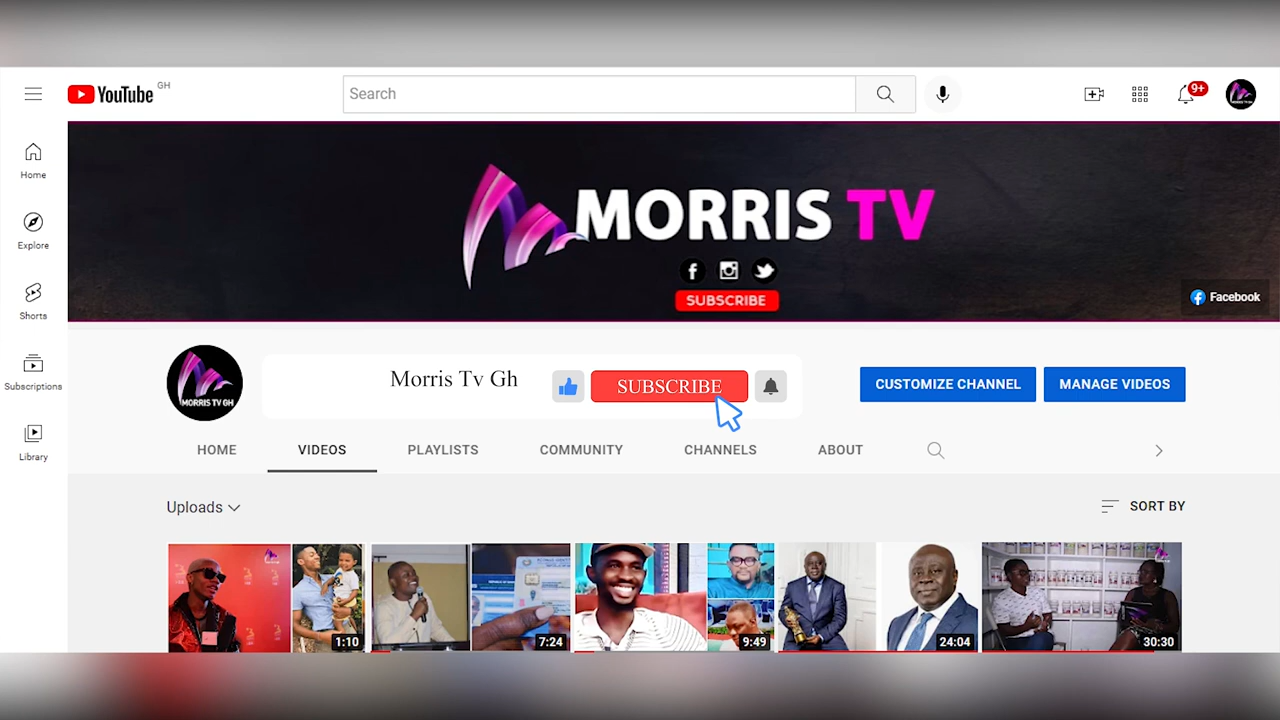 YouTube GH
Search
9+
Home
Explore
Shorts
Subscriptions
Library
MORRIS TV
SUBSCRIBE
Facebook
MORRIS TV GH
Morris Tv Gh
SUBSCRIBE
CUSTOMIZE CHANNEL
MANAGE VIDEOS
HOME
VIDEOS
PLAYLISTS
COMMUNITY
CHANNELS
ABOUT
Uploads
SORT BY
1:10
7:24
9:49
24:04
30:30